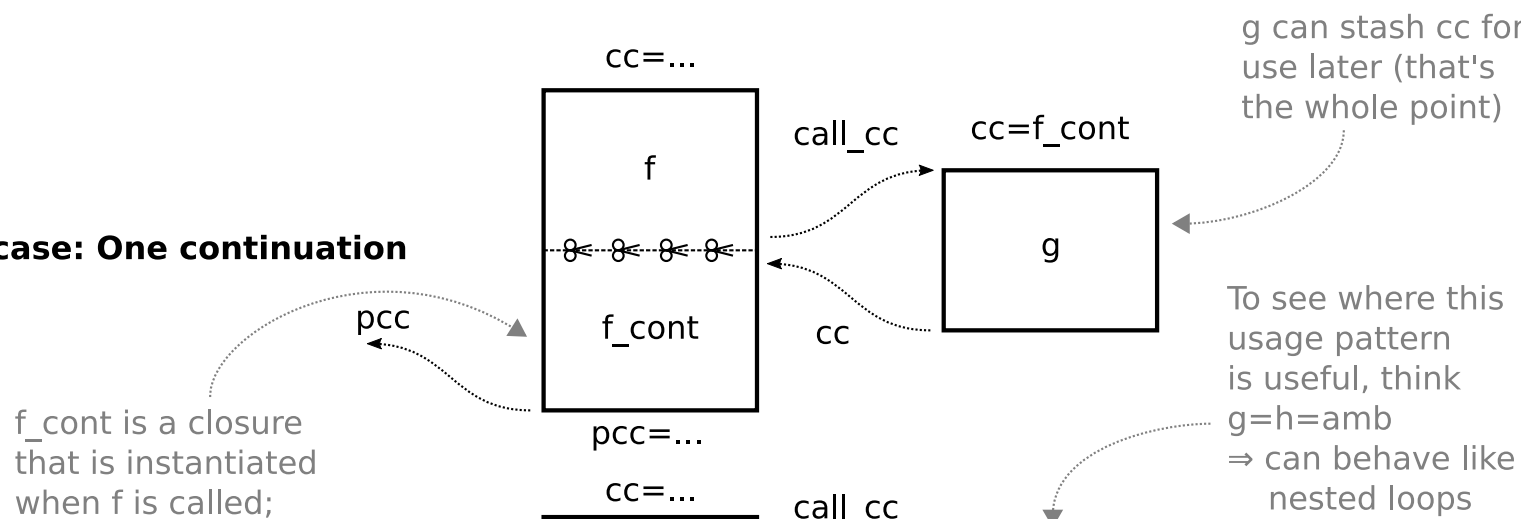 cc=...
f
f_cont
pcc=...
call_cc
cc=f_cont
g
cc
g can stash cc for
use later (that's
the whole point)
case: One continuation
pcc
f_cont is a closure
that is instantiated
when f is called;
To see where this
usage pattern
is useful, think
g=h=amb
⇒ can behave like
nested loops
cc=...
call_cc